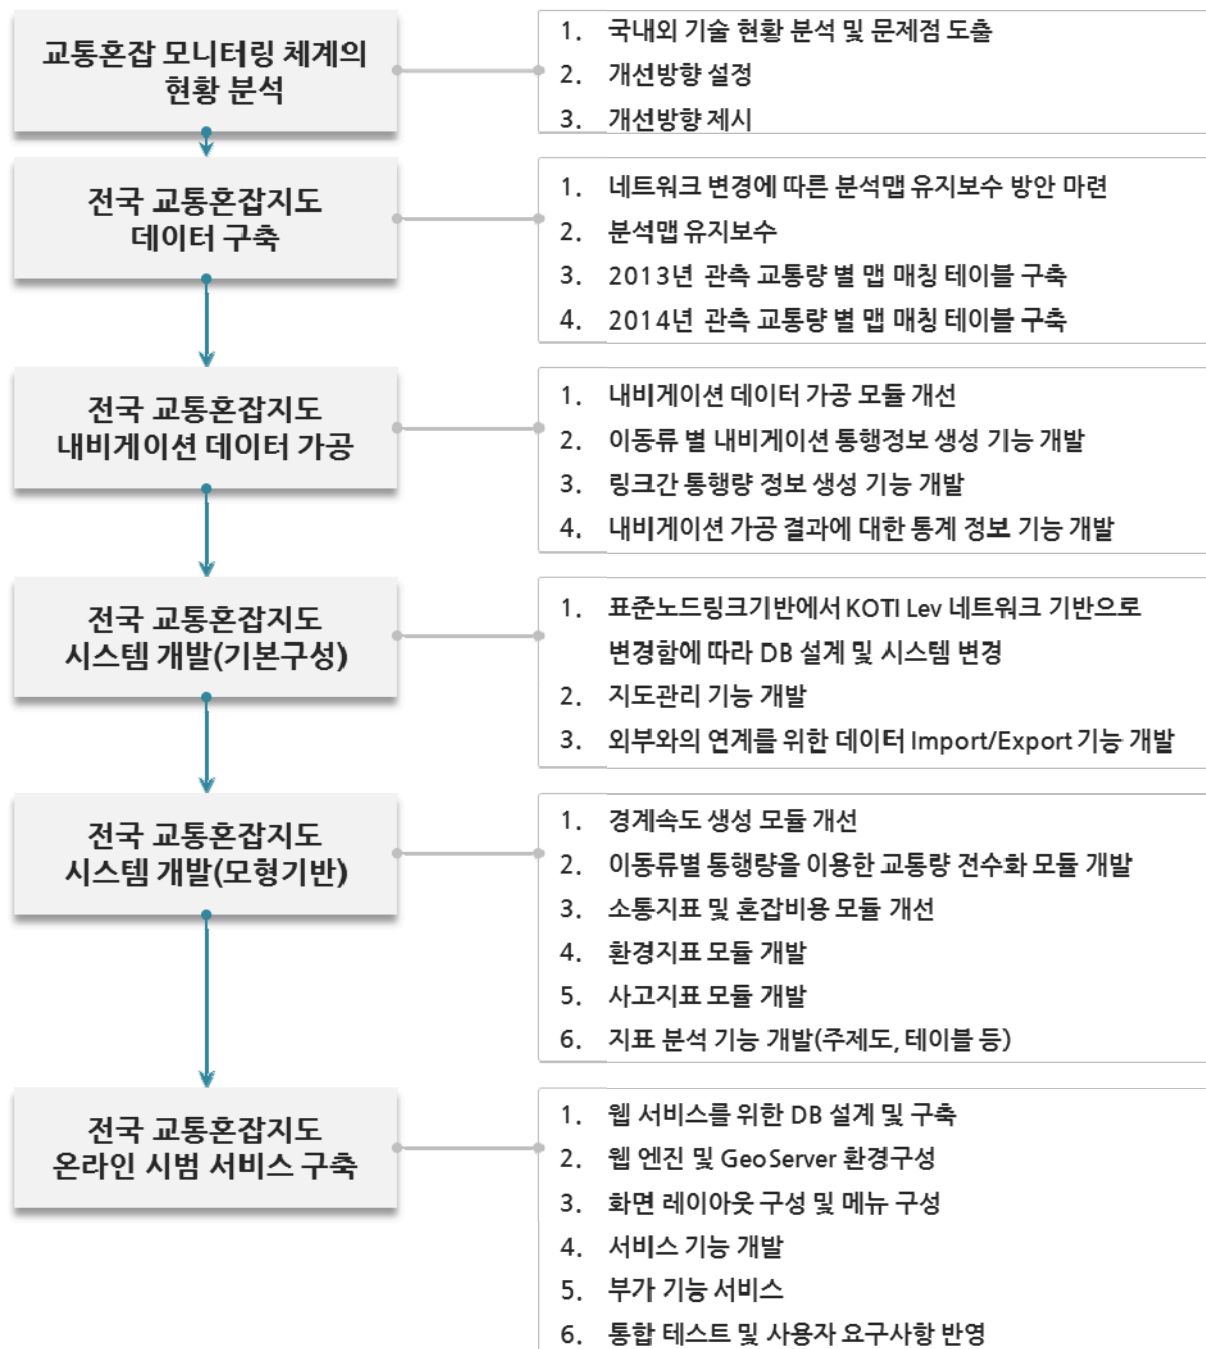 교통혼잡 모니터링 체계의
현황 분석
1. 국내외 기술 현황 분석 및 문제점 도출
2. 개선방향 설정
3. 개선방향 제시
전국 교통혼잡지도
데이터 구축
1. 네트워크 변경에 따른 분석맵 유지보수 방안 마련
2. 분석맵 유지보수
3. 2013년 관측 교통량 별 맵 매칭 테이블 구축
4. 2014년 관측 교통량 별 맵 매칭 테이블 구축
전국 교통혼잡지도
내비게이션 데이터 가공
1. 내비게이션 데이터 가공 모듈 개선
2. 이동류 별 내비게이션 통행정보 생성 기능 개발
3. 링크간 통행량 정보 생성 기능 개발
4. 내비게이션 가공 결과에 대한 통계 정보 기능 개발
전국 교통혼잡지도
시스템 개발(기본구성)
1. 표준노드링크기반에서 KOTI Lev 네트워크 기반으로
변경함에 따라 DB 설계 및 시스템 변경
2. 지도관리 기능 개발
3. 외부와의 연계를 위한 데이터 Import/Export 기능 개발
전국 교통혼잡지도
시스템 개발(모형기반)
1. 경계속도 생성 모듈 개선
2. 이동류별 통행량을 이용한 교통량 전수화 모듈 개발
3. 소통지표 및 혼잡비용 모듈 개선
4. 환경지표 모듈 개발
5. 사고지표 모듈 개발
6. 지표 분석 기능 개발(주제도, 테이블 등)
전국 교통혼잡지도
온라인 시범 서비스 구축
1. 웹 서비스를 위한 DB 설계 및 구축
2. 웹 엔진 및 GeoServer 환경구성
3. 화면 레이아웃 구성 및 메뉴 구성
4. 서비스 기능 개발
5. 부가 기능 서비스
6. 통합 테스트 및 사용자 요구사항 반영